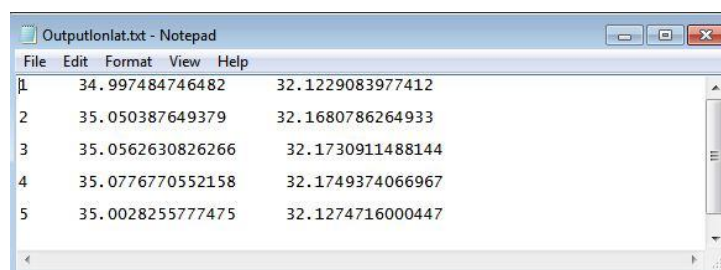 Outputlonlat.txt - Notepad
File Edit Format View Help
1 34.997484746482 32.1229083977412
2 35.050387649379 32.1680786264933
3 35.0562630826266 32.1730911488144
4 35.0776770552158 32.1749374066967
5 35.0028255777475 32.1274716000447